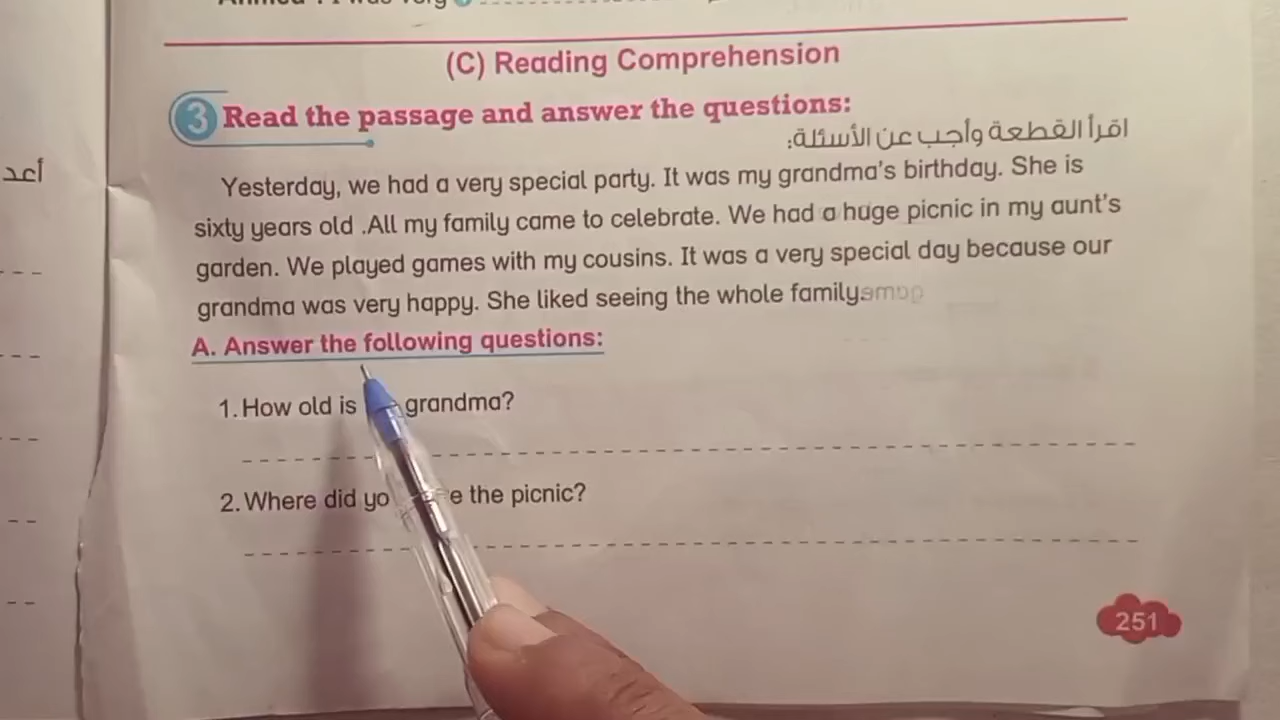 (C) Reading Comprehension
3 Read the passage and answer the questions:
اقرأ القطعة وأجب عن الأسئلة:
Yesterday, we had a very special party. It was my grandma's birthday. She is
sixty years old .All my family came to celebrate. We had a huge picnic in my aunt's
garden. We played games with my cousins. It was a very special day because our
grandma was very happy. She liked seeing the whole family.
A. Answer the following questions:
1. How old is grandma?
2. Where did the picnic?
251
أعد